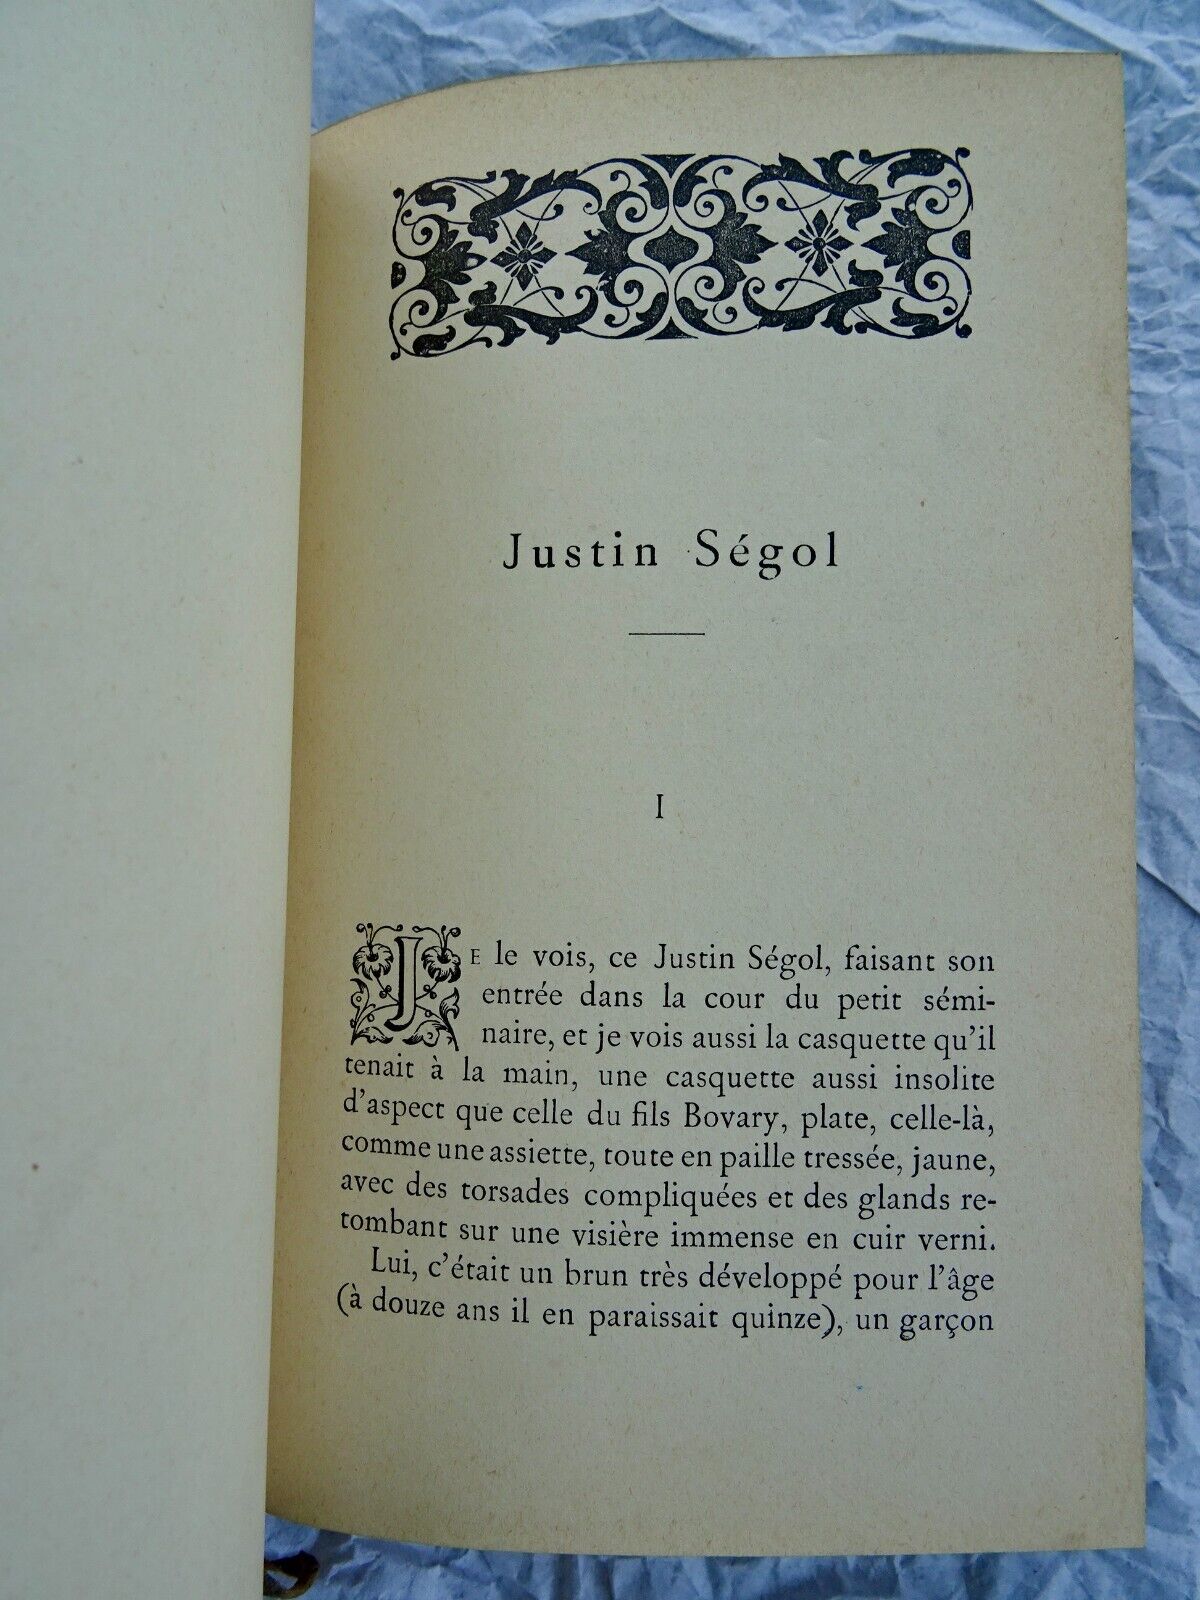 Justin Ségol
I
JE le vois, ce Justin Ségol, faisant son
entrée dans la cour du petit sémi-
naire, et je vois aussi la casquette qu'il
tenait à la main, une casquette aussi insolite
d'aspect que celle du fils Bovary, plate, celle-là,
comme une assiette, toute en paille tressée, jaune,
avec des torsades compliquées et des glands re-
tombant sur une visière immense en cuir verni.
Lui, c'était un brun très développé pour l'âge
(à douze ans il en paraissait quinze), un garçon